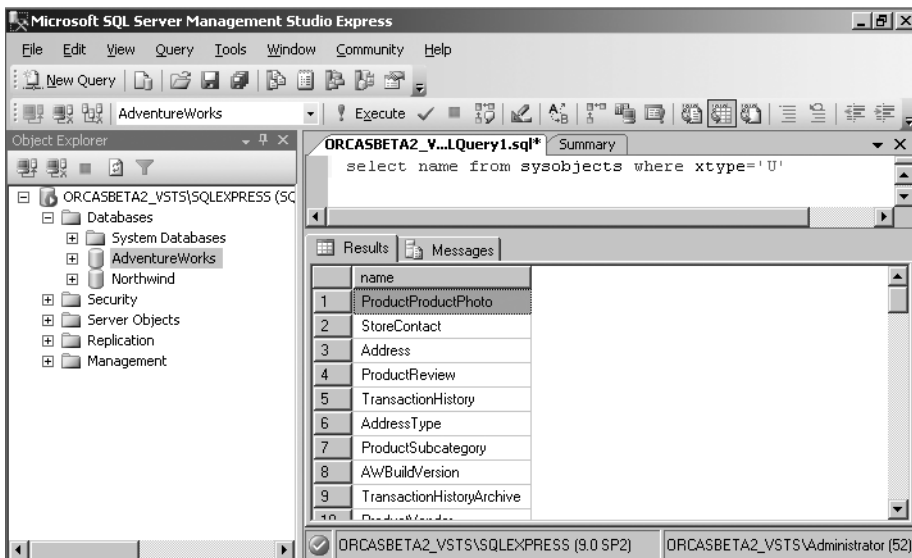 Microsoft SQL Server Management Studio Express
File Edit View Query Tools Window Community Help
New Query
AdventureWorks Execute
Object Explorer
ORCASBETA2_V...LQuery1.sql* Summary
select name from sysobjects where xtype='U'
ORCASBETA2_VSTS\SQLEXPRESS (SQ
Databases
System Databases
AdventureWorks
Northwind
Security
Server Objects
Replication
Management
Results Messages
name
1 ProductProductPhoto
2 StoreContact
3 Address
4 ProductReview
5 TransactionHistory
6 AddressType
7 ProductSubcategory
8 AWBuildVersion
9 TransactionHistoryArchive
ORCASBETA2_VSTS\SQLEXPRESS (9.0 SP2) ORCASBETA2_VSTS\Administrator (52)